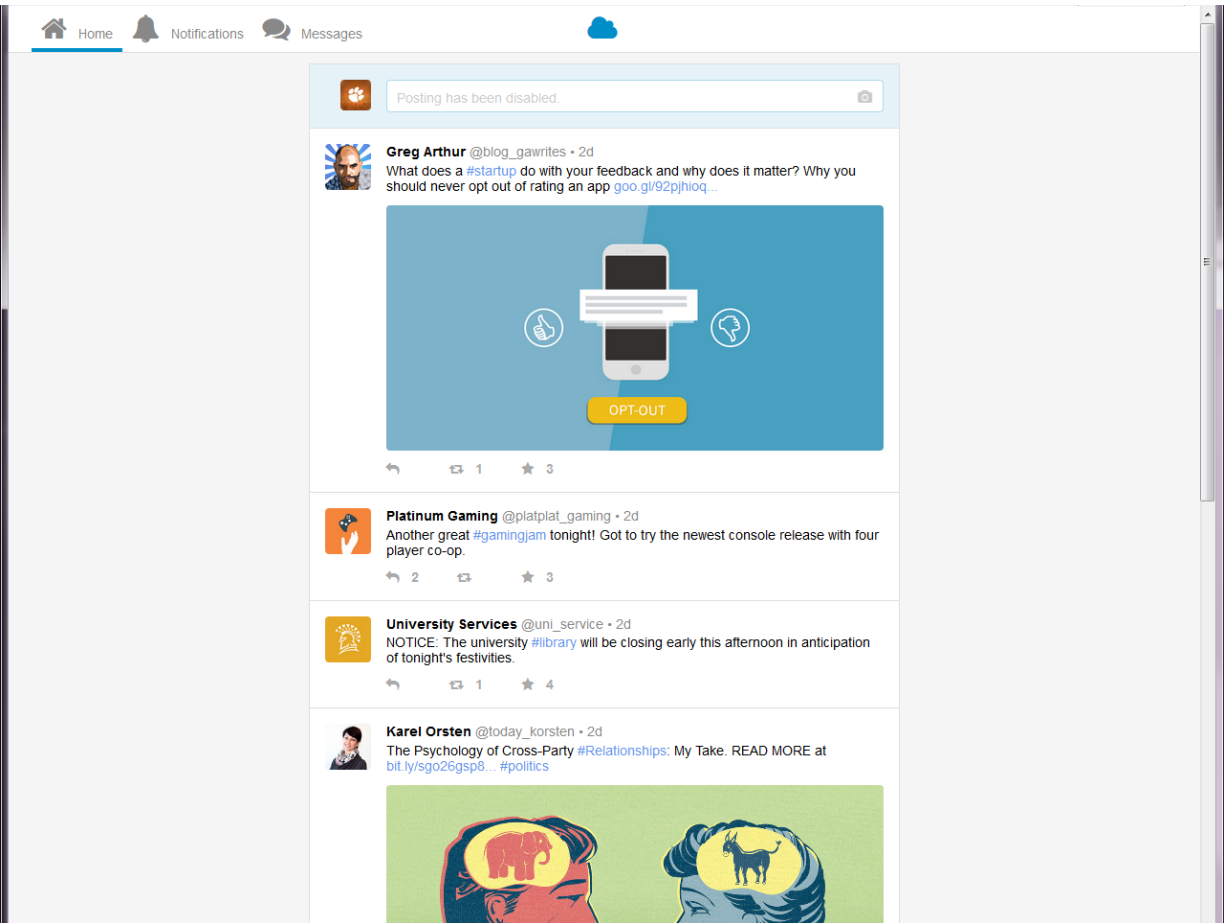 Home Notifications Messages
Posting has been disabled.
Greg Arthur @blog_gawrites • 2d
What does a #startup do with your feedback and why does it matter? Why you
should never opt out of rating an app goo.gl/92pjhioq...
OPT-OUT
1 3
Platinum Gaming @platplat_gaming • 2d
Another great #gamingjam tonight! Got to try the newest console release with four
player co-op.
2 3
University Services @uni_service • 2d
NOTICE: The university #library will be closing early this afternoon in anticipation
of tonight's festivities.
1 4
Karel Orsten @today_korsten • 2d
The Psychology of Cross-Party #Relationships: My Take. READ MORE at
bit.ly/sgo26gsp8... #politics